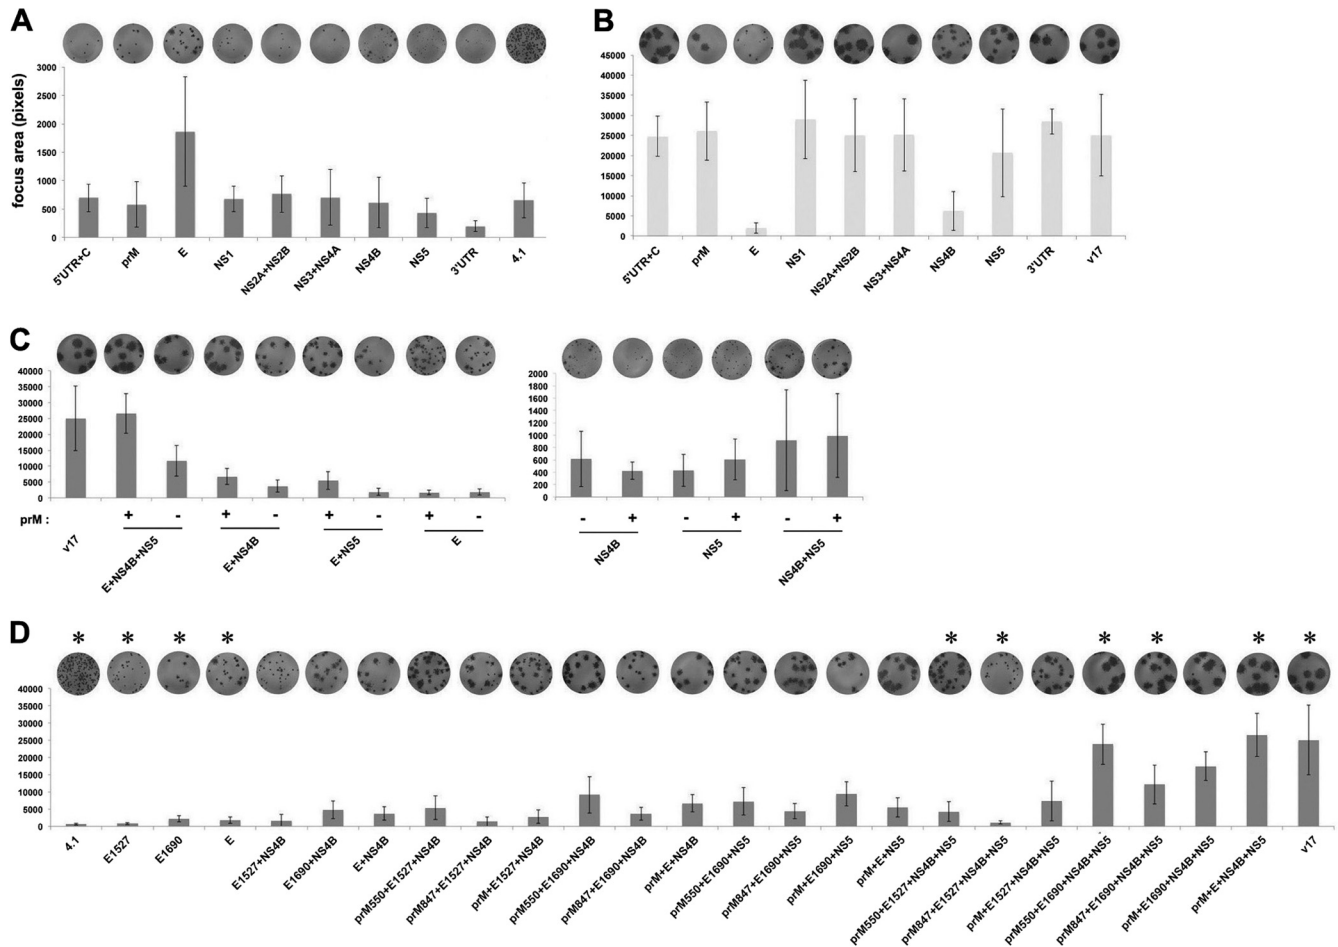 A
focus area (pixels)
3000
2500
2000
1500
1000
500
0
5'UTR+C
prM
E
NS1
NS2A+NS2B
NS3+NS4A
NS4B
NS5
3'UTR
4.1
B
45000
40000
35000
30000
25000
20000
15000
10000
5000
0
5'UTR+C
prM
E
NS1
NS2A+NS2B
NS3+NS4A
NS4B
NS5
3'UTR
v17
C
40000
35000
30000
25000
20000
15000
10000
5000
0
prM :
+ - + - + - + -
v17
E+NS4B+NS5
E+NS4B
E+NS5
E
2000
1800
1600
1400
1200
1000
800
600
400
200
0
- + - + - +
NS4B
NS5
NS4B+NS5
D
* * * * * * * * * *
40000
35000
30000
25000
20000
15000
10000
5000
0
4.1
E1527
E1690
E
E1527+NS4B
E1690+NS4B
E+NS4B
prM550+E1527+NS4B
prM847+E1527+NS4B
prM+E1527+NS4B
prM550+E1690+NS4B
prM847+E1690+NS4B
prM+E+NS4B
prM550+E1690+NS5
prM847+E1690+NS5
prM+E1690+NS5
prM+E+NS5
prM550+E1527+NS4B+NS5
prM847+E1527+NS4B+NS5
prM+E1527+NS4B+NS5
prM550+E1690+NS4B+NS5
prM847+E1690+NS4B+NS5
prM+E1690+NS4B+NS5
prM+E+NS4B+NS5
v17